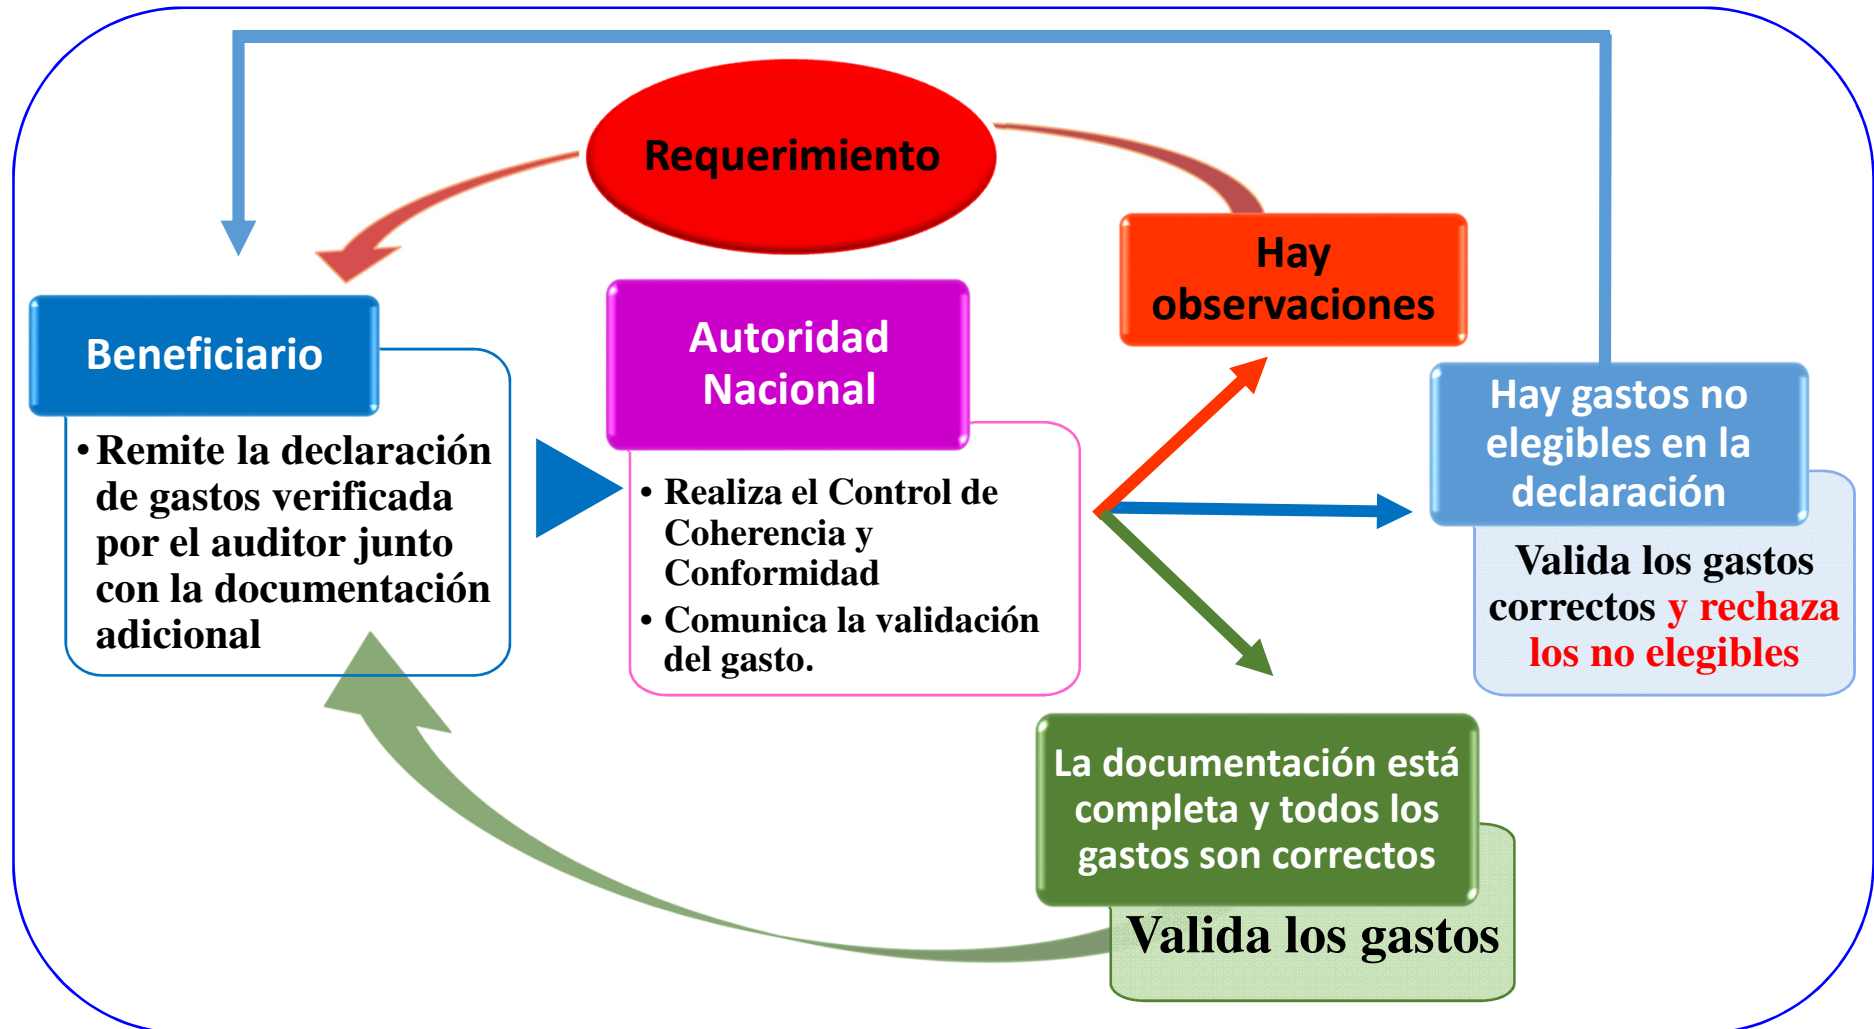 Requerimiento
Hay
observaciones
Beneficiario
• Remite la declaración
de gastos verificada
por el auditor junto
con la documentación
adicional
Autoridad
Nacional
• Realiza el Control de
Coherencia y
Conformidad
• Comunica la validación
del gasto.
Hay gastos no
elegibles en la
declaración
Valida los gastos
correctos y rechaza
los no elegibles
La documentación está
completa y todos los
gastos son correctos
Valida los gastos